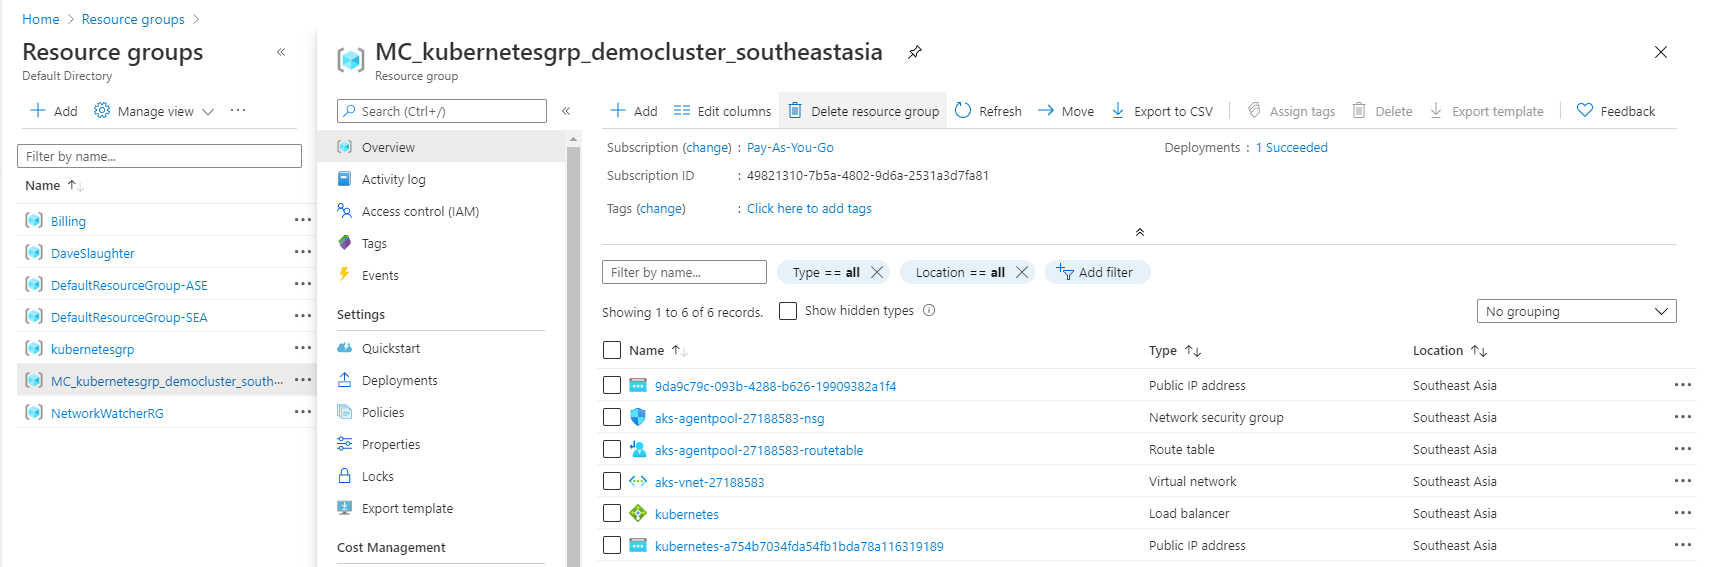 Home > Resource groups >
Resource groups «
Default Directory
+ Add Manage view ...
Filter by name...
Name ↑↓
Billing ...
DaveSlaughter ...
DefaultResourceGroup-ASE ...
DefaultResourceGroup-SEA ...
kubernetesgrp ...
MC_kubernetesgrp_democluster_south... ...
NetworkWatcherRG ...
MC_kubernetesgrp_democluster_southeastasia
Resource group
Search (Ctrl+/) «
Overview
Activity log
Access control (IAM)
Tags
Events
Settings
Quickstart
Deployments
Policies
Properties
Locks
Export template
Cost Management
+ Add Edit columns Delete resource group Refresh Move Export to CSV Assign tags Delete Export template Feedback
Subscription (change) : Pay-As-You-Go Deployments : 1 Succeeded
Subscription ID : 49821310-7b5a-4802-9d6a-2531a3d7fa81
Tags (change) : Click here to add tags
Filter by name... Type == all Location == all Add filter
Showing 1 to 6 of 6 records. Show hidden types No grouping
Name ↑↓ Type ↑↓ Location ↑↓
9da9c79c-093b-4288-b626-19909382a1f4 Public IP address Southeast Asia ...
aks-agentpool-27188583-nsg Network security group Southeast Asia ...
aks-agentpool-27188583-routetable Route table Southeast Asia ...
aks-vnet-27188583 Virtual network Southeast Asia ...
kubernetes Load balancer Southeast Asia ...
kubernetes-a754b7034fda54fb1bda78a116319189 Public IP address Southeast Asia ...